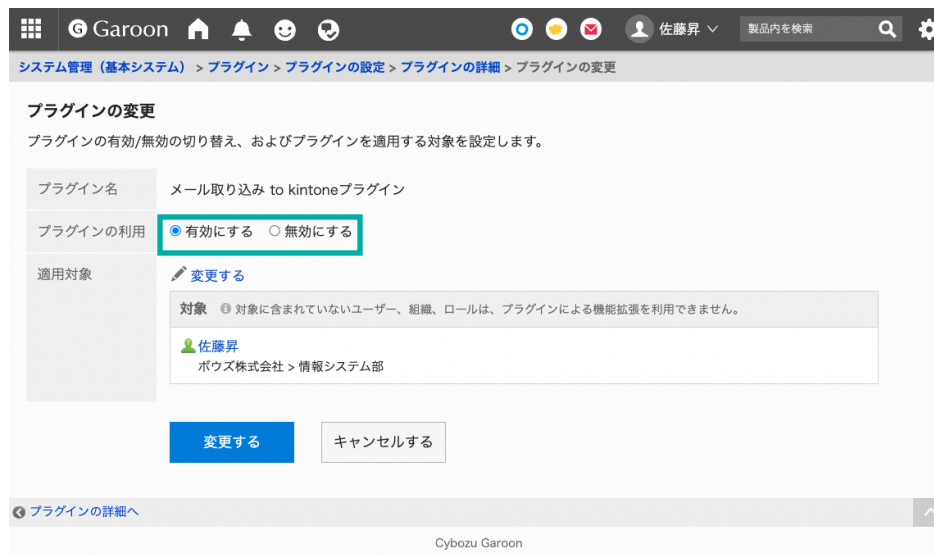 Garoon
佐藤昇
製品内を検索
システム管理（基本システム） > プラグイン > プラグインの設定 > プラグインの詳細 > プラグインの変更
プラグインの変更
プラグインの有効/無効の切り替え、およびプラグインを適用する対象を設定します。
プラグイン名 メール取り込み to kintoneプラグイン
プラグインの利用 有効にする 無効にする
適用対象 変更する
対象 対象に含まれていないユーザー、組織、ロールは、プラグインによる機能拡張を利用できません。
佐藤昇
ボウズ株式会社 > 情報システム部
変更する キャンセルする
プラグインの詳細へ
Cybozu Garoon